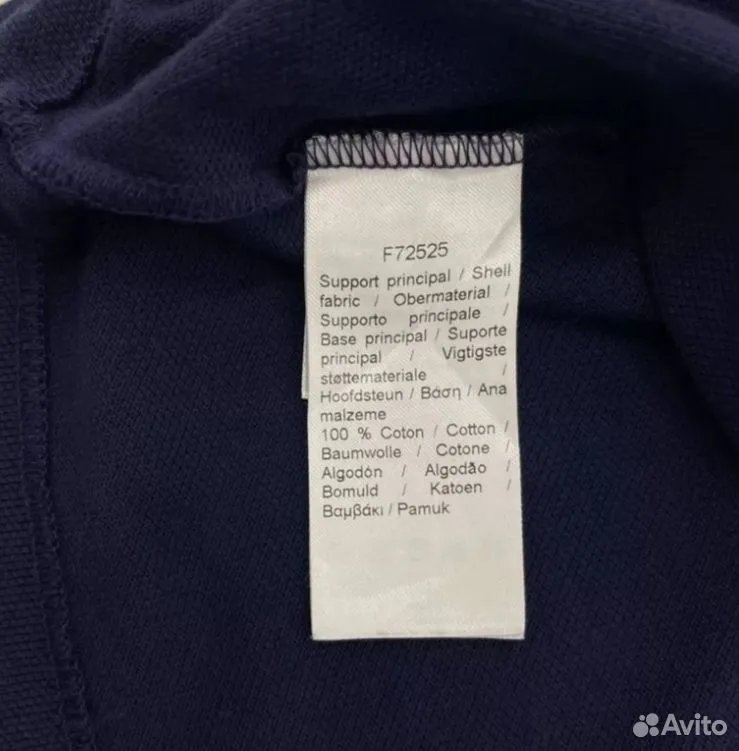 F72525
Support principal / Shell
fabric / Obermaterial /
Supporto principale /
Base principal / Suporte
principal / Vigtigste
støttemateriale /
Hoofdsteun / Βάση / Ana
malzeme
100 % Coton / Cotton /
Baumwolle / Cotone /
Algodón / Algodão /
Bomuld / Katoen /
Βαμβάκι / Pamuk
Avito